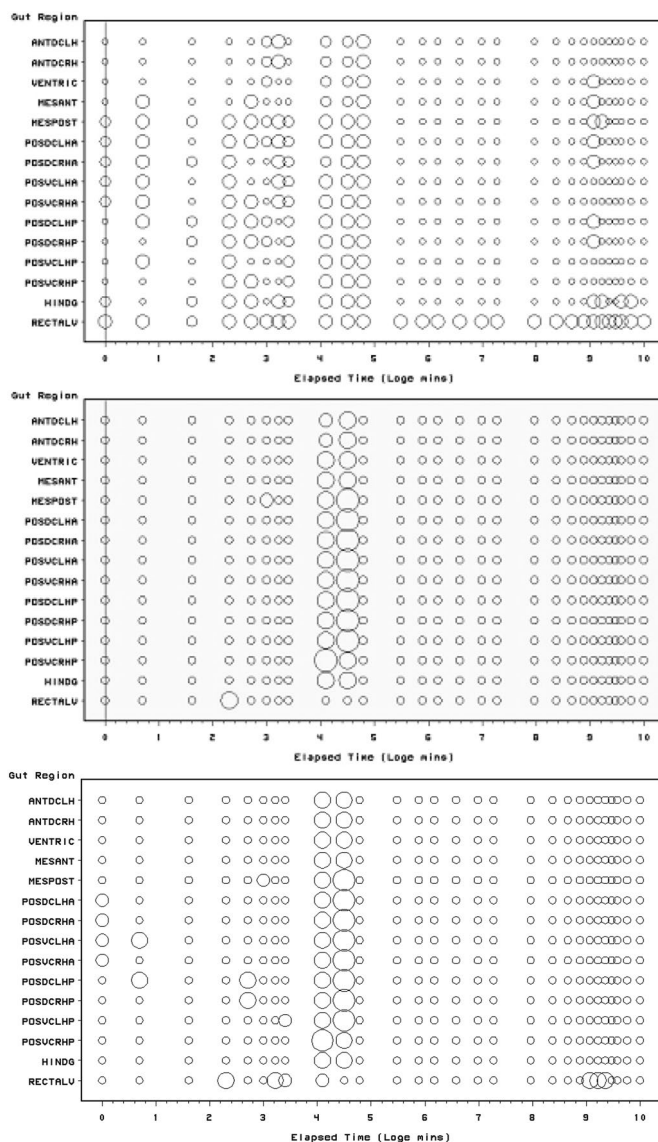 Gut Region
ANTDCLH
ANTDCRH
VENTRIC
MESANT
MESPOST
POSDCLHA
POSDCRHA
POSVCLHA
POSVCRHA
POSDCLHP
POSDCRHP
POSVCLHP
POSVCRHP
HINDG
RECTALV
0 1 2 3 4 5 6 7 8 9 10
Elapsed Time (Loge mins)
Gut Region
ANTDCLH
ANTDCRH
VENTRIC
MESANT
MESPOST
POSDCLHA
POSDCRHA
POSVCLHA
POSVCRHA
POSDCLHP
POSDCRHP
POSVCLHP
POSVCRHP
HINDG
RECTALV
0 1 2 3 4 5 6 7 8 9 10
Elapsed Time (Loge mins)
Gut Region
ANTDCLH
ANTDCRH
VENTRIC
MESANT
MESPOST
POSDCLHA
POSDCRHA
POSVCLHA
POSVCRHA
POSDCLHP
POSDCRHP
POSVCLHP
POSVCRHP
HINDG
RECTALV
0 1 2 3 4 5 6 7 8 9 10
Elapsed Time (Loge mins)